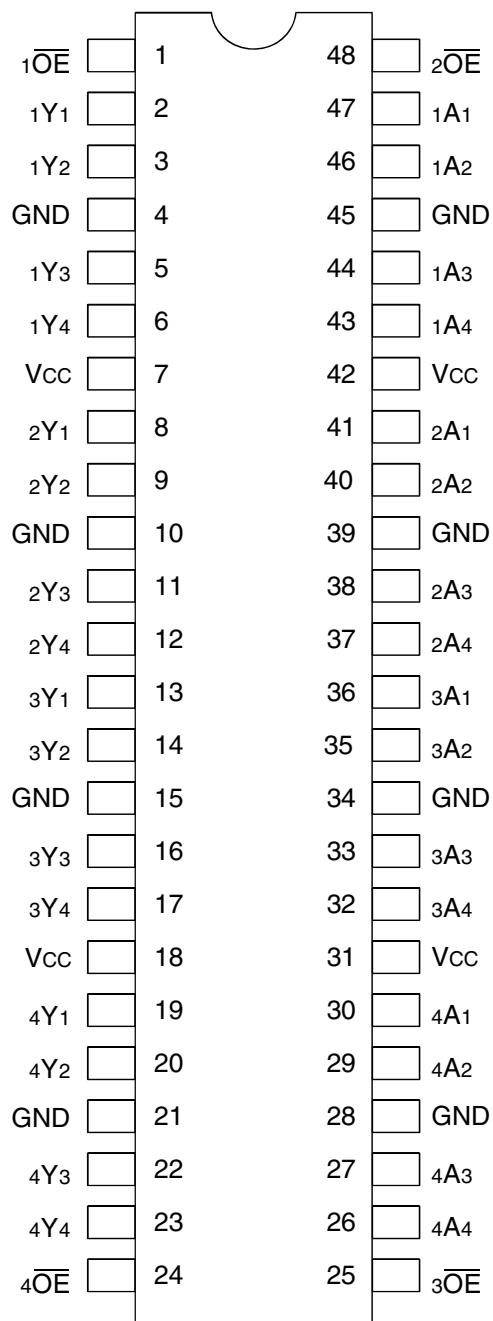 1OE 1 48 2OE
1Y1 2 47 1A1
1Y2 3 46 1A2
GND 4 45 GND
1Y3 5 44 1A3
1Y4 6 43 1A4
VCC 7 42 VCC
2Y1 8 41 2A1
2Y2 9 40 2A2
GND 10 39 GND
2Y3 11 38 2A3
2Y4 12 37 2A4
3Y1 13 36 3A1
3Y2 14 35 3A2
GND 15 34 GND
3Y3 16 33 3A3
3Y4 17 32 3A4
VCC 18 31 VCC
4Y1 19 30 4A1
4Y2 20 29 4A2
GND 21 28 GND
4Y3 22 27 4A3
4Y4 23 26 4A4
4OE 24 25 3OE